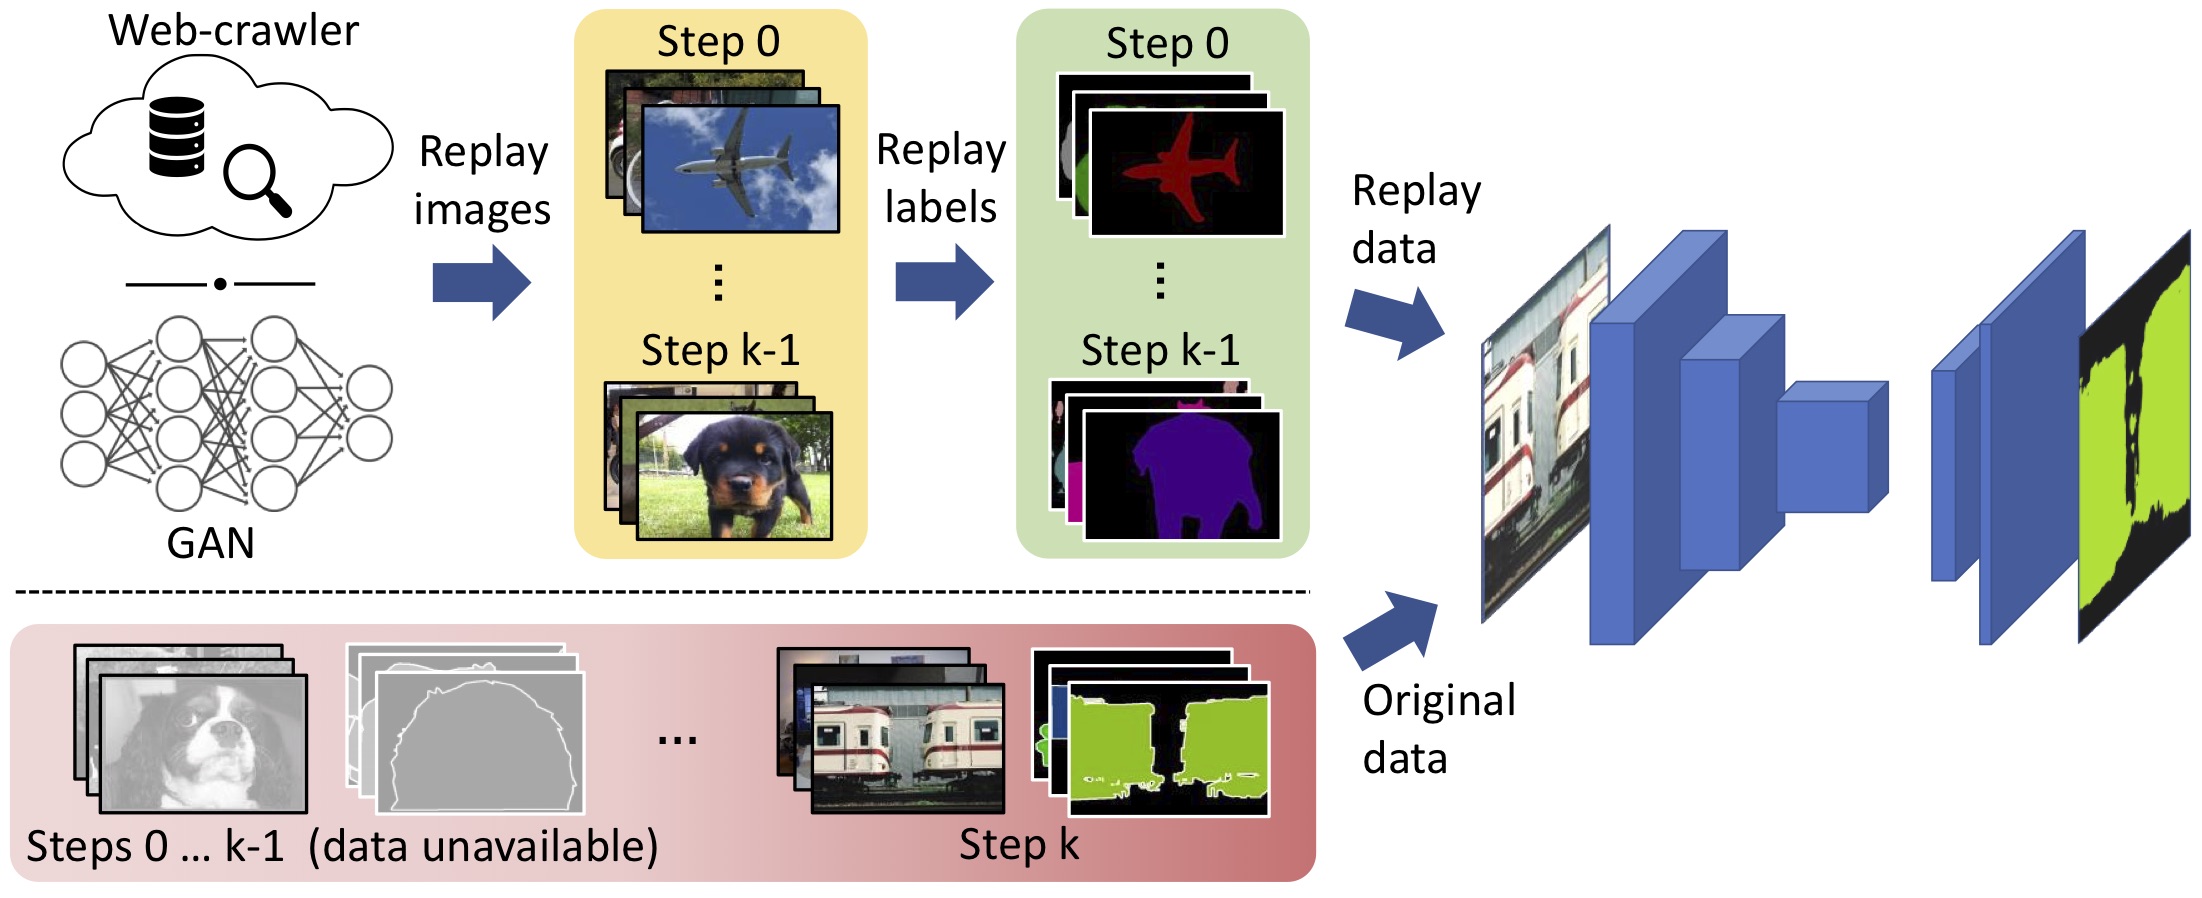 Web-crawler
GAN
Replay
images
Step 0
⋮
Step k-1
Replay
labels
Step 0
⋮
Step k-1
Replay
data
Steps 0 ... k-1 (data unavailable)
...
Step k
Original
data